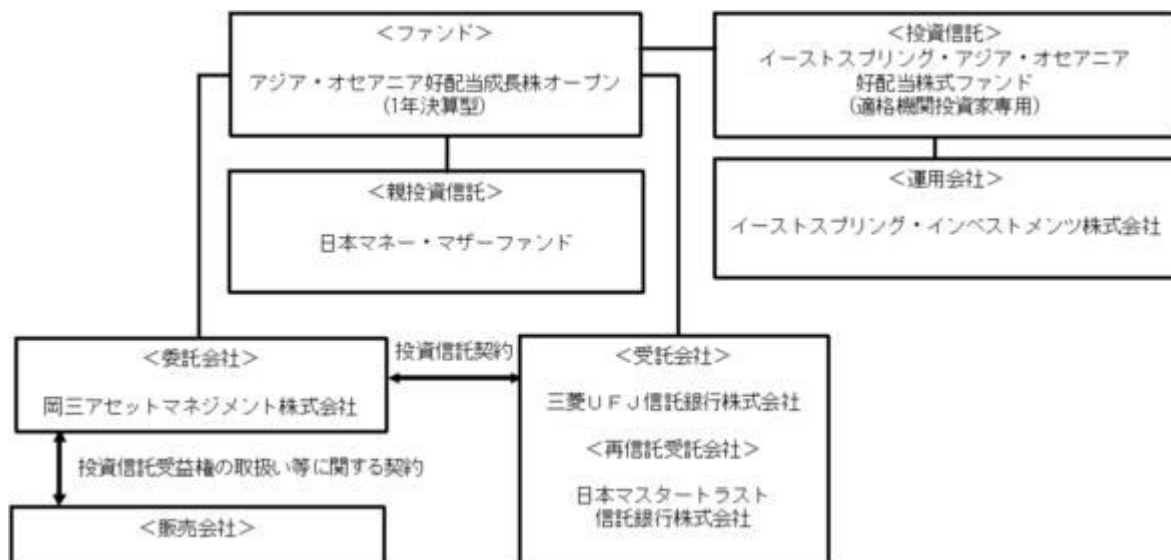 ＜ファンド＞
アジア・オセアニア好配当成長株オープン
(1年決算型)
＜投資信託＞
イーストスプリング・アジア・オセアニア
好配当株式ファンド
(適格機関投資家専用)
＜親投資信託＞
日本マネー・マザーファンド
＜運用会社＞
イーストスプリング・インベストメンツ株式会社
＜委託会社＞
岡三アセットマネジメント株式会社
投資信託契約
＜受託会社＞
三菱ＵＦＪ信託銀行株式会社
＜再信託受託会社＞
日本マスタートラスト
信託銀行株式会社
投資信託受益権の取扱い等に関する契約
＜販売会社＞